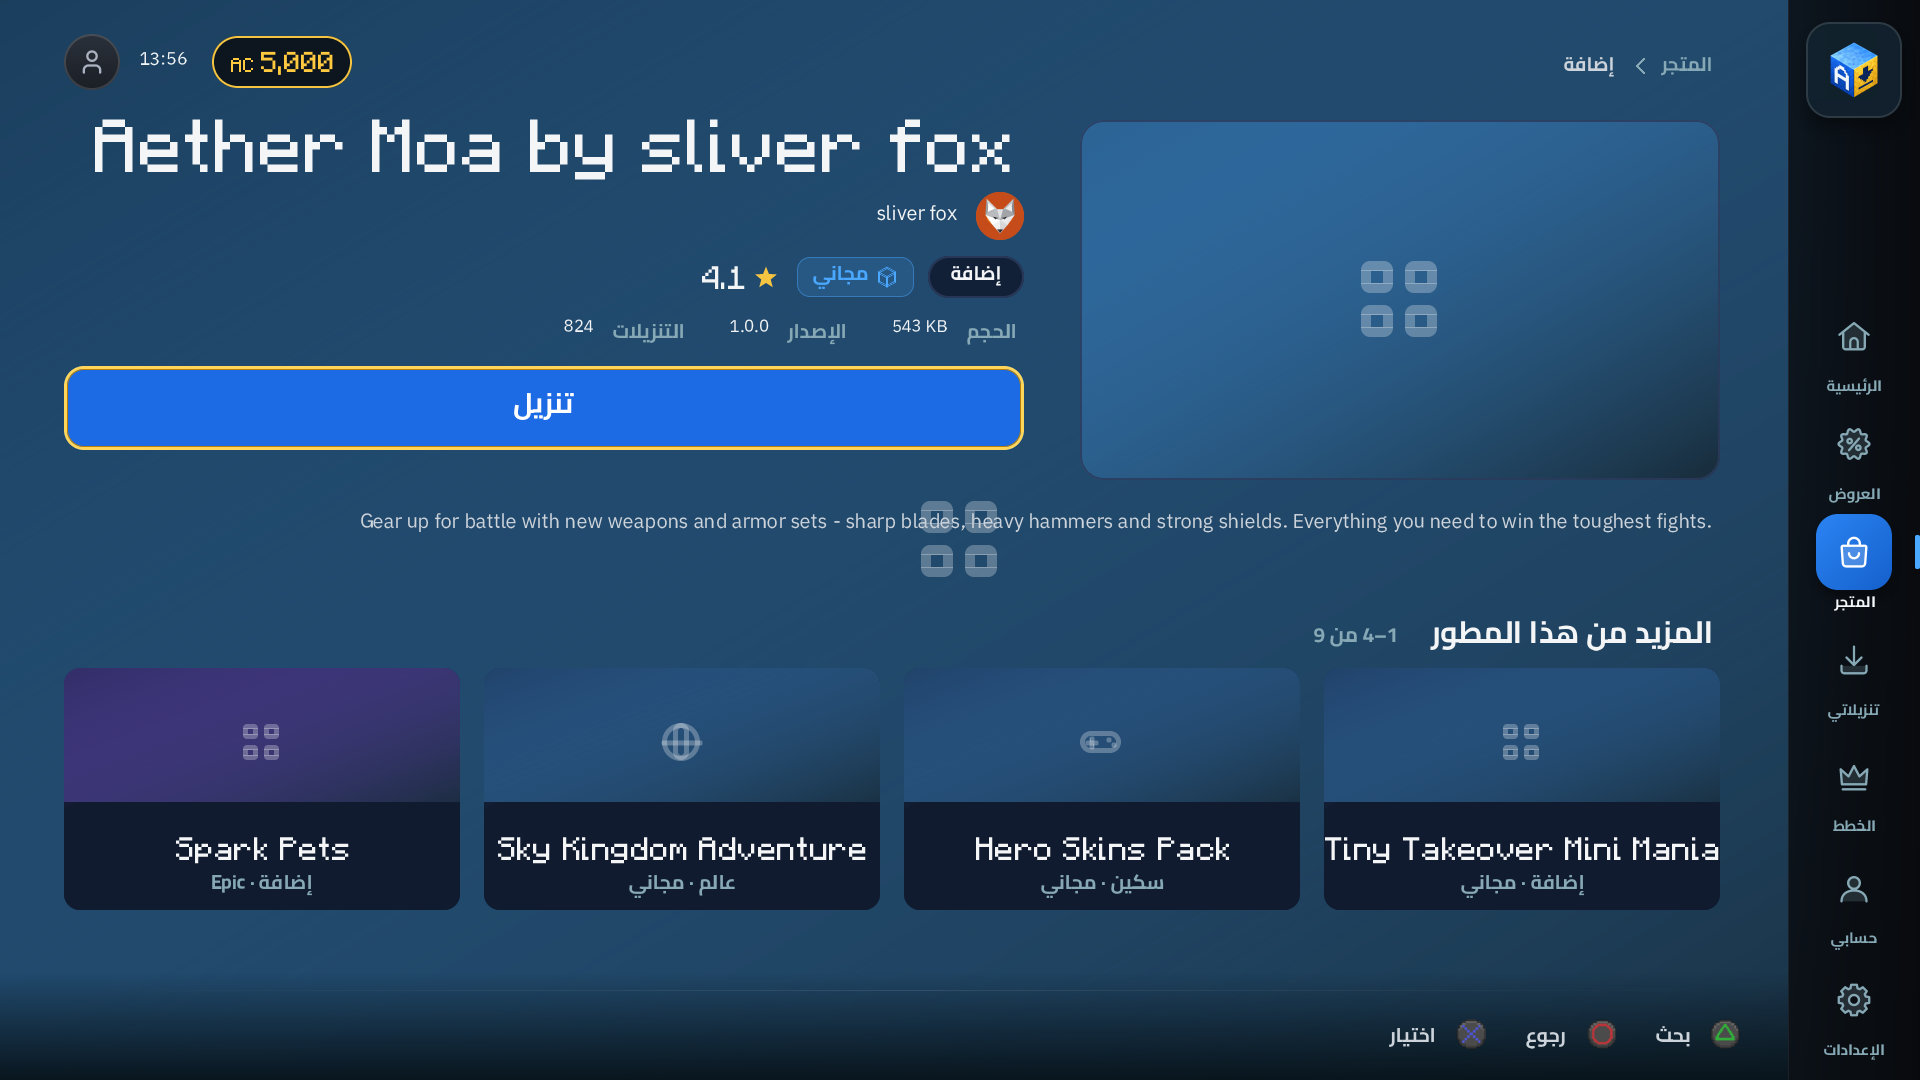 المتجر
إضافة
AC 5,000
13:56
Aether Moa by sliver fox
sliver fox
إضافة
مجاني
4.1
الحجم 543 KB الإصدار 1.0.0 التنزيلات 824
تنزيل
Gear up for battle with new weapons and armor sets - sharp blades, heavy hammers and strong shields. Everything you need to win the toughest fights.
المزيد من هذا المطور
1–4 من 9
Tiny Takeover Mini Mania
إضافة · مجاني
Hero Skins Pack
سكين · مجاني
Sky Kingdom Adventure
عالم · مجاني
Spark Pets
إضافة · Epic
بحث
رجوع
اختيار
A
الرئيسية
العروض
المتجر
تنزيلاتي
الخطط
حسابي
الإعدادات